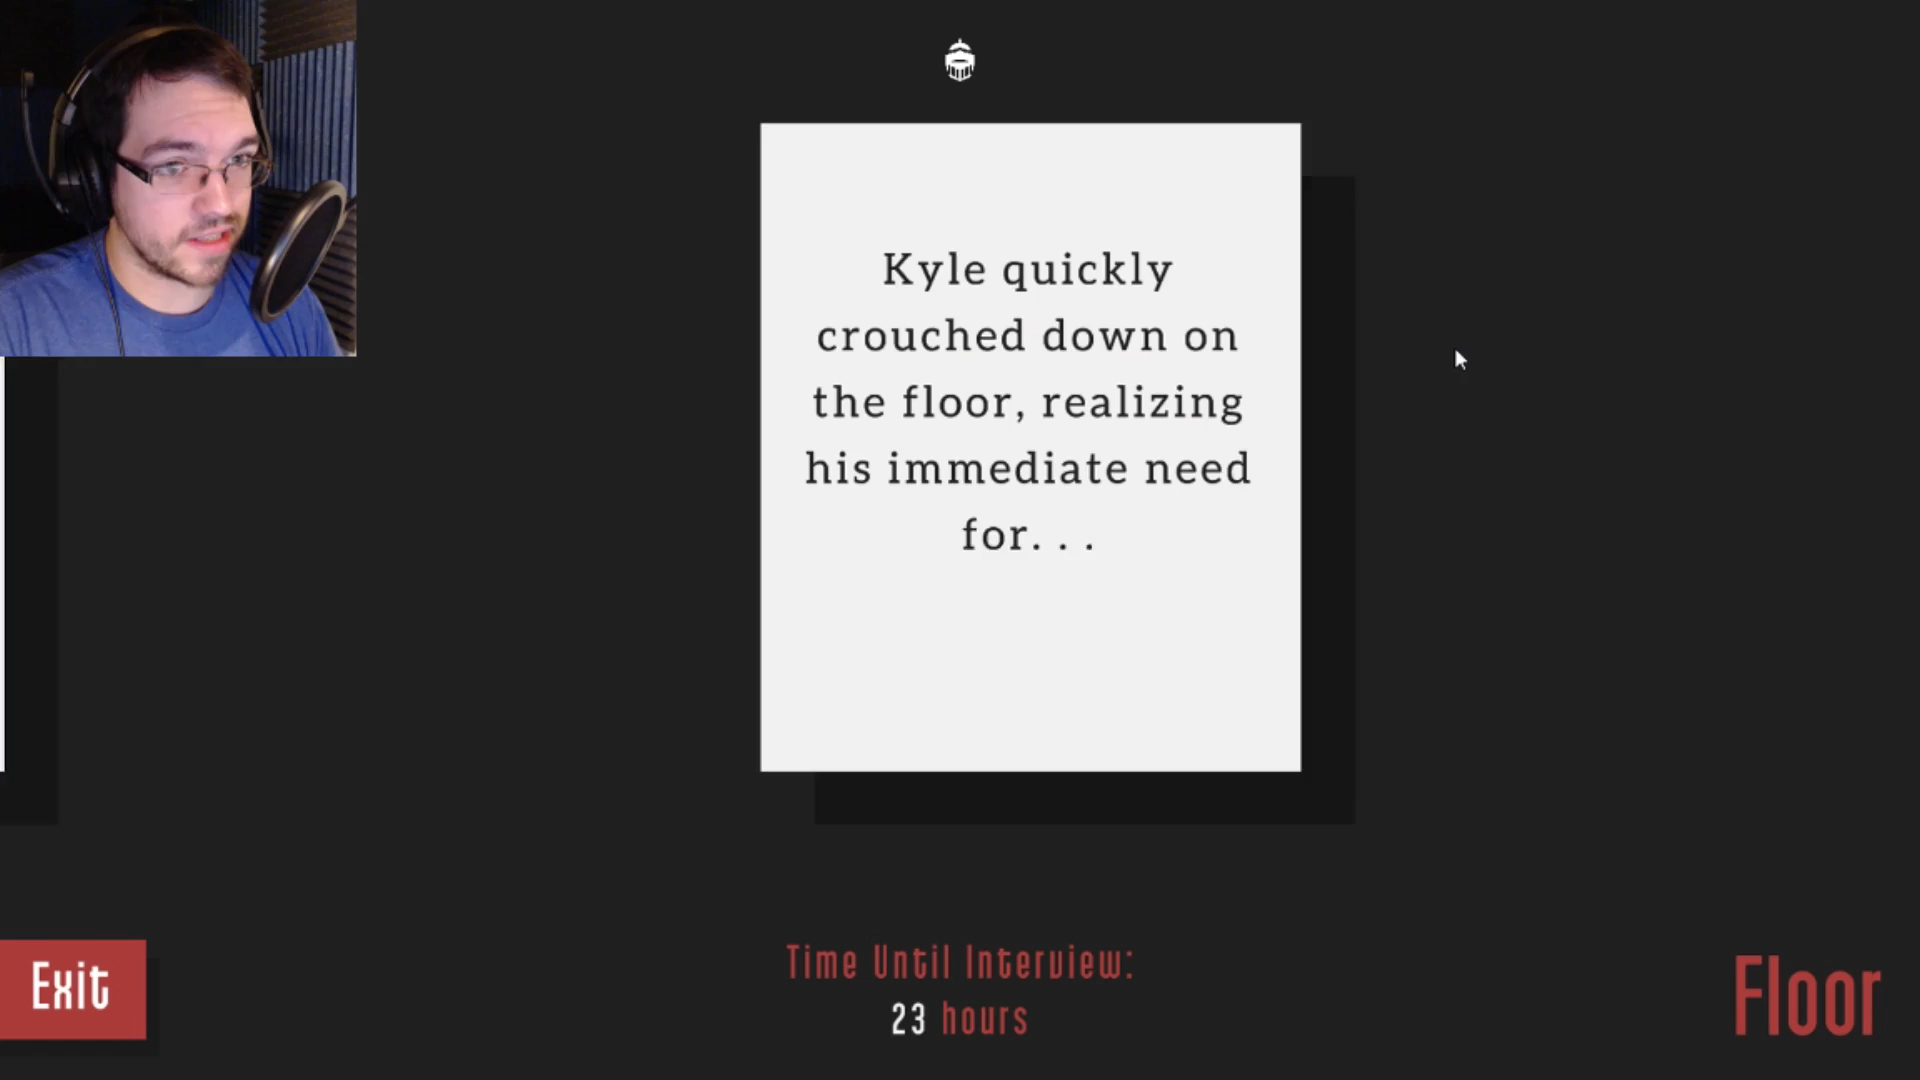 Kyle quickly
crouched down on
the floor, realizing
his immediate need
for. . .
Exit
Time Until Interview:
23 hours
Floor